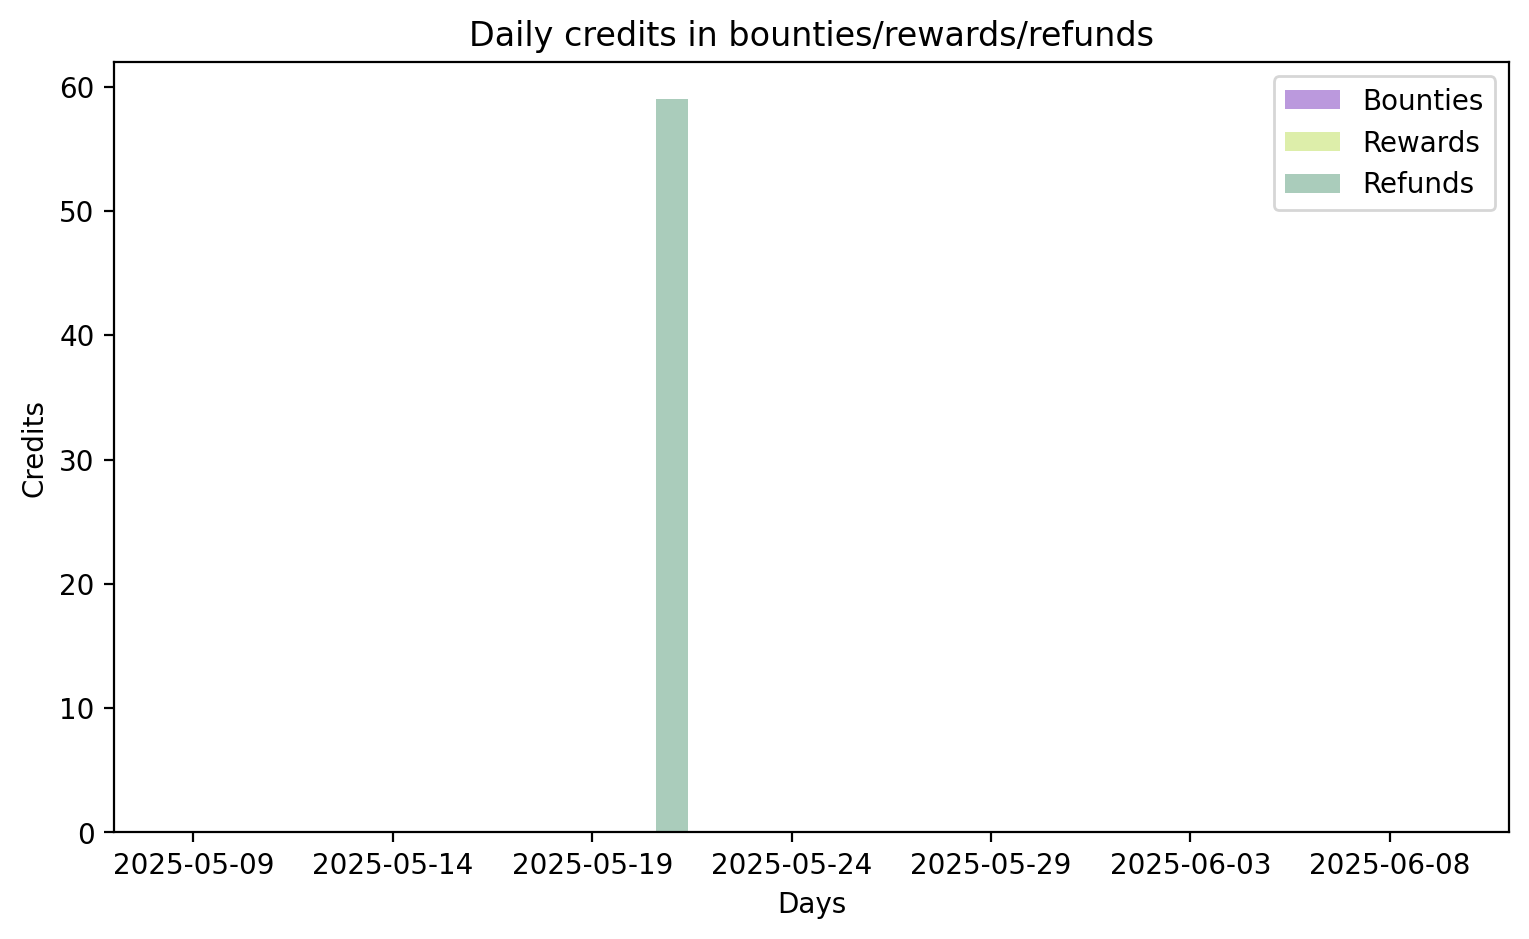 Daily credits in bounties/rewards/refunds
60
50
40
30
20
10
0
Credits
Bounties
Rewards
Refunds
2025-05-09 2025-05-14 2025-05-19 2025-05-24 2025-05-29 2025-06-03 2025-06-08
Days